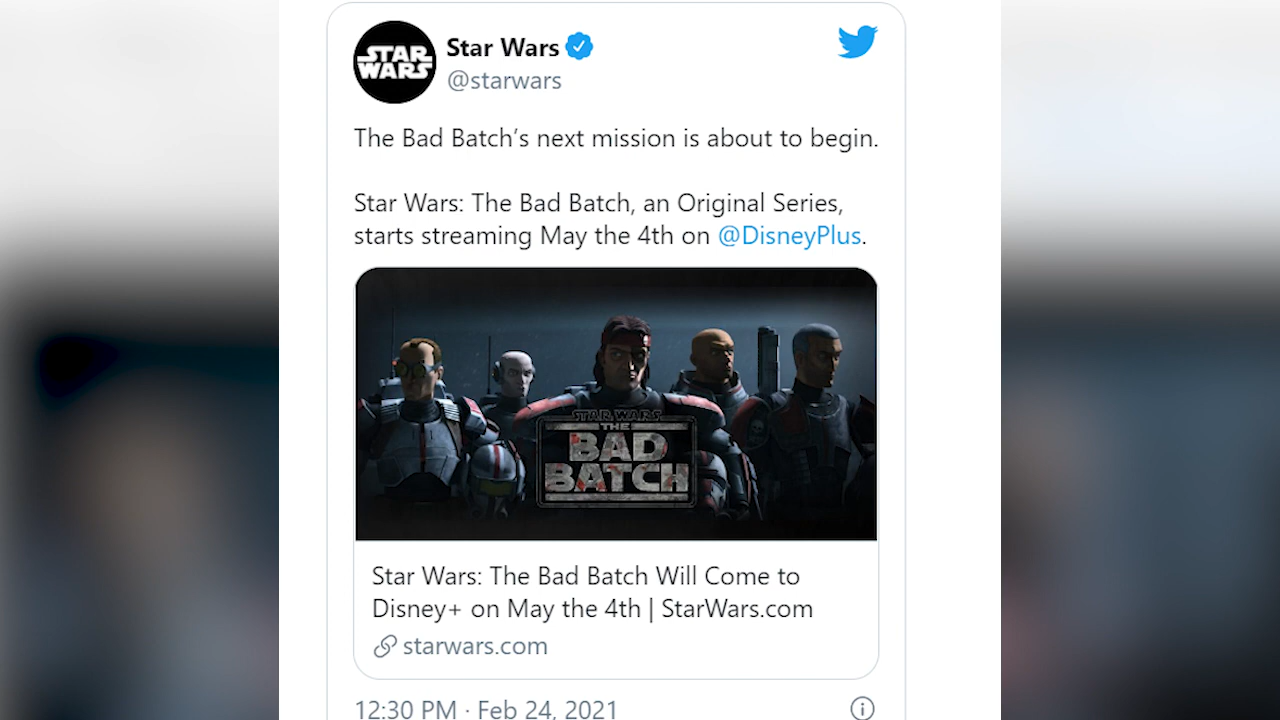 STAR
WARS
Star Wars
@starwars
The Bad Batch’s next mission is about to begin.
Star Wars: The Bad Batch, an Original Series,
starts streaming May the 4th on @DisneyPlus.
STAR WARS
THE
BAD
BATCH
Star Wars: The Bad Batch Will Come to
Disney+ on May the 4th | StarWars.com
starwars.com
12:30 PM · Feb 24, 2021